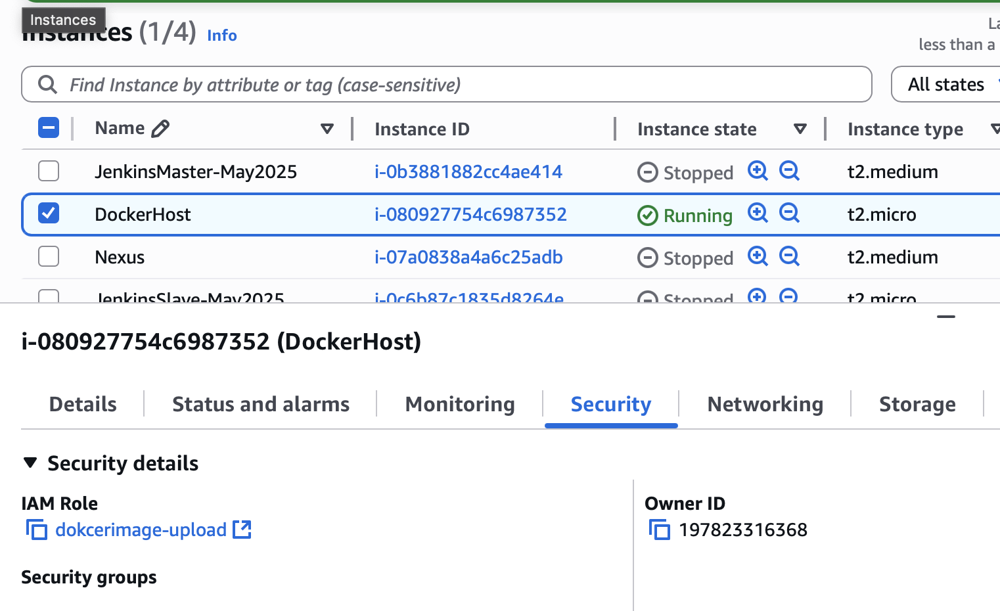 Instances
Instances (1/4) Info
less than a
Find Instance by attribute or tag (case-sensitive)
All states
Name Instance ID Instance state Instance type
JenkinsMaster-May2025 i-0b3881882cc4ae414 Stopped t2.medium
DockerHost i-080927754c6987352 Running t2.micro
Nexus i-07a0838a4a6c25adb Stopped t2.medium
JenkinsSlave-May2025 i-0c6b87c1835d8264e Stopped t2.micro
i-080927754c6987352 (DockerHost)
Details Status and alarms Monitoring Security Networking Storage
Security details
IAM Role Owner ID
dokcerimage-upload 197823316368
Security groups